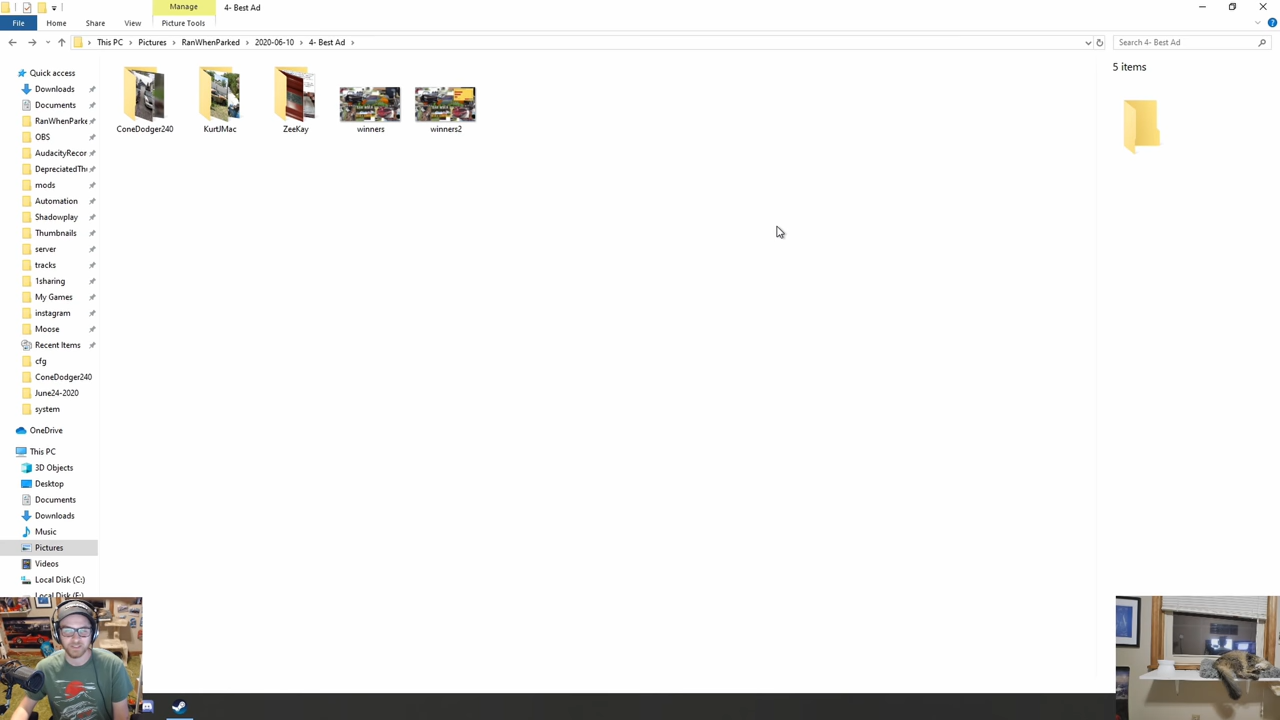 Manage
4- Best Ad
File
Home
Share
View
Picture Tools
This PC
Pictures
RanWhenParked
2020-06-10
4- Best Ad
Search 4- Best Ad
Quick access
Downloads
Documents
RanWhenParke
OBS
AudacityRecor
DepreciatedThu
mods
Automation
Shadowplay
Thumbnails
server
tracks
1sharing
My Games
instagram
Moose
Recent Items
cfg
ConeDodger240
June24-2020
system
OneDrive
This PC
3D Objects
Desktop
Documents
Downloads
Music
Pictures
Videos
Local Disk (C:)
Local Disk (E:)
ConeDodger240
KurtJMac
ZeeKay
winners
winners2
5 items